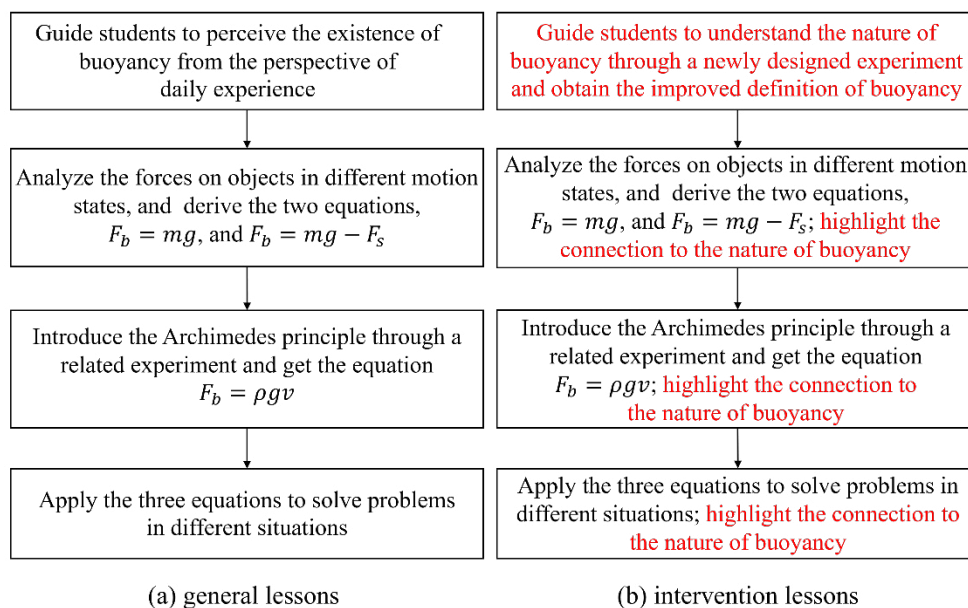 Guide students to perceive the existence of
buoyancy from the perspective of
daily experience
Analyze the forces on objects in different motion
states, and derive the two equations,
F_b = mg, and F_b = mg − F_s
Introduce the Archimedes principle through a
related experiment and get the equation
F_b = ρgv
Apply the three equations to solve problems
in different situations
(a) general lessons
Guide students to understand the nature of
buoyancy through a newly designed experiment
and obtain the improved definition of buoyancy
Analyze the forces on objects in different motion
states, and derive the two equations,
F_b = mg, and F_b = mg − F_s; highlight the
connection to the nature of buoyancy
Introduce the Archimedes principle through a
related experiment and get the equation
F_b = ρgv; highlight the connection to
the nature of buoyancy
Apply the three equations to solve problems in
different situations; highlight the connection to
the nature of buoyancy
(b) intervention lessons